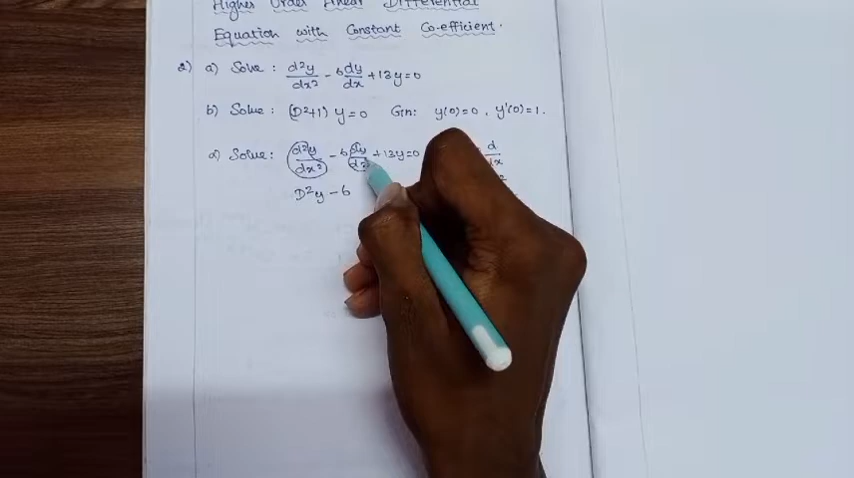 Higher Order Linear Differential
Equation with Constant Co-efficient.
2) a) Solve : d²y/dx² - 6dy/dx + 13y=0
b) Solve : (D²+1) y = 0 Gn: y(0)=0, y'(0)=1.
a) Solve: d²y/dx² - 6 dy/dx + 13y=0 d/dx
D²y - 6